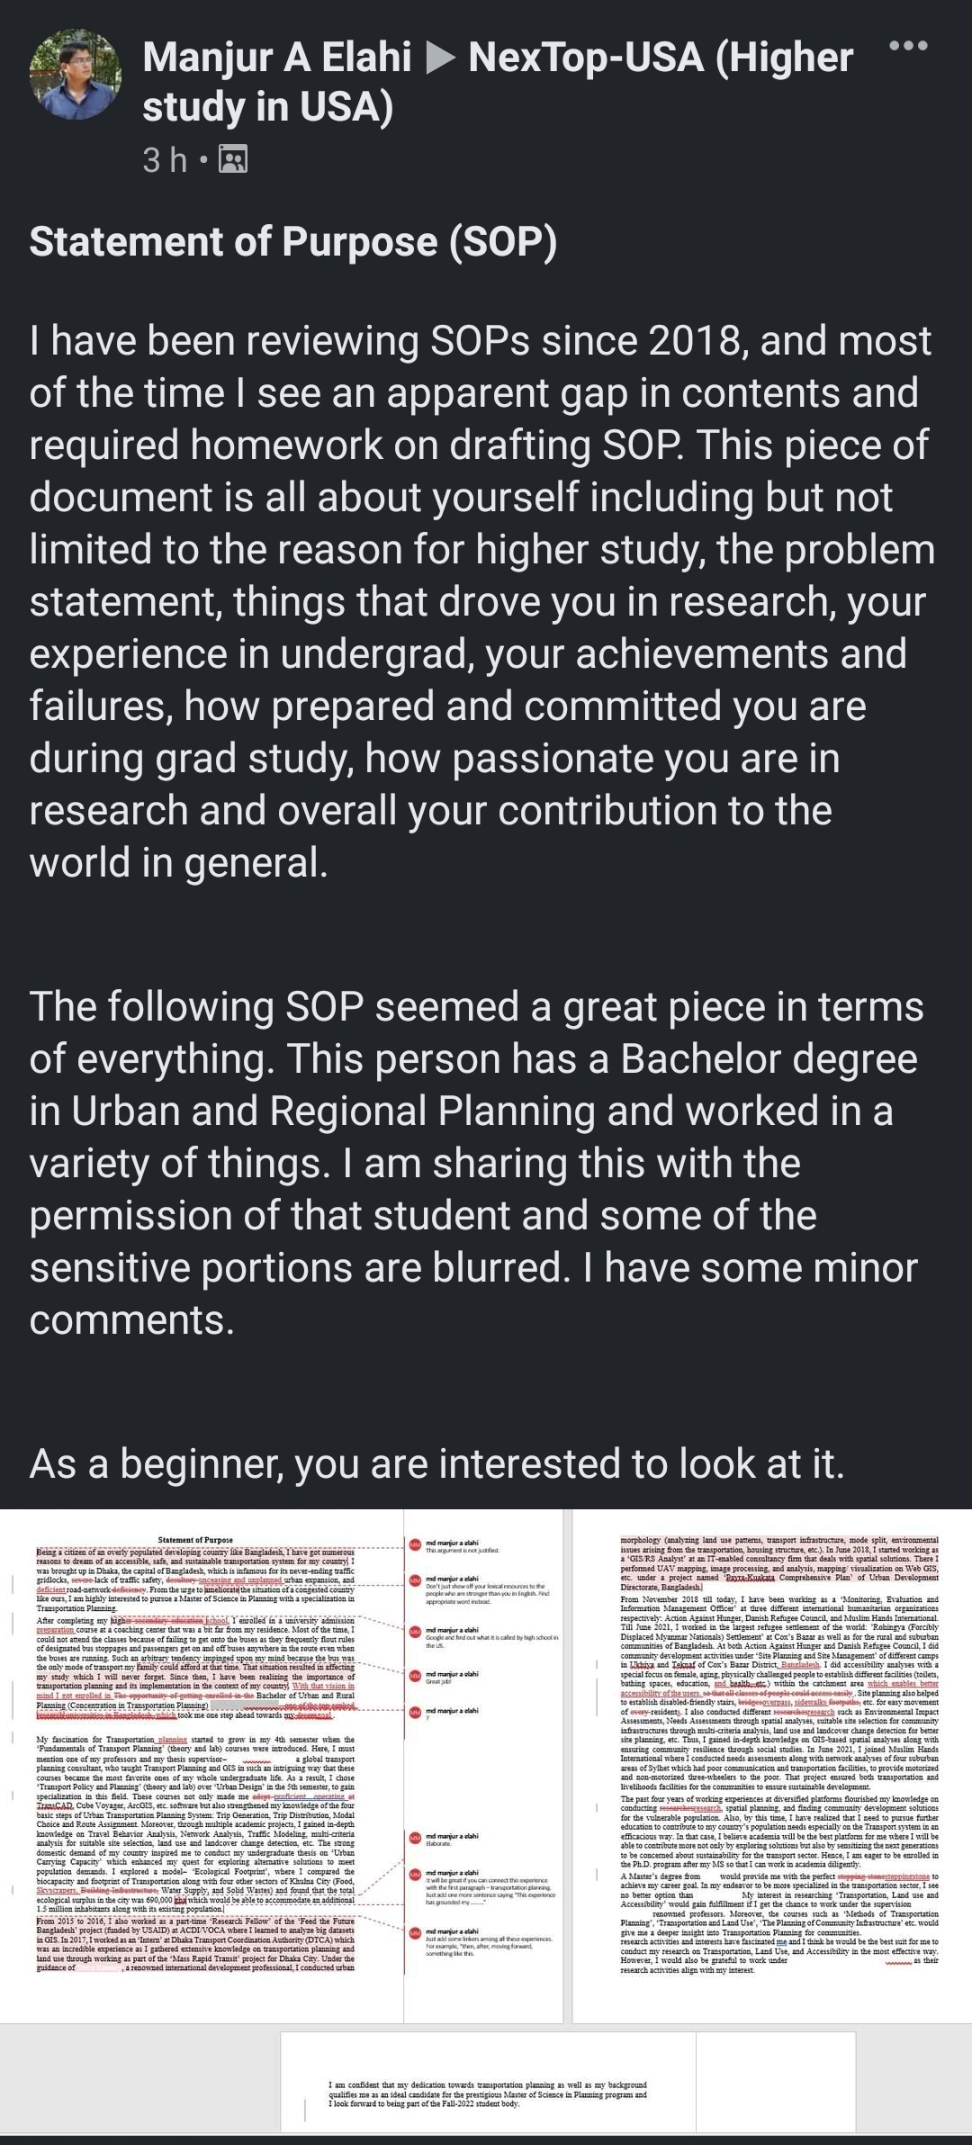 Manjur A Elahi ▶ NexTop-USA (Higher
study in USA)
3 h •
Statement of Purpose (SOP)
I have been reviewing SOPs since 2018, and most
of the time I see an apparent gap in contents and
required homework on drafting SOP. This piece of
document is all about yourself including but not
limited to the reason for higher study, the problem
statement, things that drove you in research, your
experience in undergrad, your achievements and
failures, how prepared and committed you are
during grad study, how passionate you are in
research and overall your contribution to the
world in general.
The following SOP seemed a great piece in terms
of everything. This person has a Bachelor degree
in Urban and Regional Planning and worked in a
variety of things. I am sharing this with the
permission of that student and some of the
sensitive portions are blurred. I have some minor
comments.
As a beginner, you are interested to look at it.
Statement of Purpose
Being a citizen of an overly populated developing country like Bangladesh, I have got numerous
reasons to dream of an accessible, safe, and sustainable transportation system for my country. I
was brought up in Dhaka, the capital of Bangladesh, which is infamous for its never-ending traffic
gridlocks, severe lack of traffic safety, urban expansion, and
deficient road-network deficiency. From the urge to ameliorate the situation of a congested country
like ours, I am highly interested to pursue a Master of Science in Planning with a specialization in
Transportation Planning.
After completing my higher secondary education school, I enrolled in a university admission
preparation course at a coaching center that was a bit far from my residence. Most of the time, I
could not attend the classes because of failing to get onto the buses as they frequently flout rules
of designated bus stoppages and passengers get on and off buses anywhere in the route even when
the buses are running. Such an arbitrary tendency impinged upon my mind because the bus was
the only mode of transport my family could afford at that time. That situation resulted in affecting
my study which I will never forget. Since then, I have been realizing the importance of
transportation planning and its implementation in the context of my country. With that vision in
mind I got enrolled in The opportunity of getting enrolled in the Bachelor of Urban and Rural
Planning (Concentration in Transportation Planning)
took me one step ahead towards my
My fascination for Transport planning started to grow in my 4th semester when the
‘Fundamentals of Transport Planning’ (theory and lab) courses were introduced. Here, I must
mention one of my professors and my thesis supervisor– a global transport
planning consultant, who taught Transport Planning and GIS in such an intriguing way that these
courses became the most favorite ones of my whole undergraduate life. As a result, I chose
‘Transport Policy and Planning’ (theory and lab) over ‘Urban Design’ in the 5th semester, to gain
specialization in this field. These courses not only made me adept proficient operating at
TransCAD, Cube Voyager, ArcGIS, etc. software but also strengthened my knowledge of the four
basic steps of Urban Transportation Planning System: Trip Generation, Trip Distribution, Modal
Choice and Route Assignment. Moreover, through multiple academic projects, I gained in-depth
knowledge on Travel Behavior Analysis, Network Analysis, Traffic Modeling, multi-criteria
analysis for suitable site selection, land use and landcover change detection, etc. The strong
domestic demand of my country inspired me to conduct my undergraduate thesis on ‘Urban
Carrying Capacity’ which enhanced my quest for exploring alternative solutions to meet
population demands. I explored a model– ‘Ecological Footprint’, where I compared the
biocapacity and footprint of Transportation along with four other sectors of Khulna City (Food,
Skyscrapers, Building Infrastructure, Water Supply, and Solid Wastes) and found that the total
ecological surplus in the city was 690,000 gha which would be able to accommodate an additional
1.5 million inhabitants along with its existing population.
From 2015 to 2016, I also worked as a part-time ‘Research Fellow’ of the ‘Feed the Future
Bangladesh’ project (funded by USAID) at ACDI/VOCA where I learned to analyze big datasets
in GIS. In 2017, I worked as an ‘Intern’ at Dhaka Transport Coordination Authority (DTCA) which
was an incredible experience as I gathered extensive knowledge on transportation planning and
land use through working as part of the ‘Mass Rapid Transit’ project for Dhaka City. Under the
guidance of , a renowned international development professional, I conducted urban
md manjur a elahi
This argument is not justified.
md manjur a elahi
Don't just show off your lexical resources to the
people who are stronger than you in English. Find
appropriate word instead.
md manjur a elahi
Google and find out what it is called by high school in
the US.
md manjur a elahi
Great job!
md manjur a elahi
?
md manjur a elahi
Elaborate.
md manjur a elahi
It will be great if you can connect this experience
with the first paragraph – transportation planning.
Just add one more sentence saying "This experience
has grounded my ......."
md manjur a elahi
Just add some linkers among all these experiences.
For example, "then, after, moving forward,
something like this.
morphology (analyzing land use patterns, transport infrastructure, mode split, environmental
issues arising from the transportation, housing structure, etc.). In June 2018, I started working as
a ‘GIS/RS Analyst’ at an IT-enabled consultancy firm that deals with spatial solutions. There I
performed UAV mapping, image processing, and analysis, mapping/ visualization on Web GIS,
etc. under a project named ‘Payra-Kuakata Comprehensive Plan’ of Urban Development
Directorate, Bangladesh.
From November 2018 till today, I have been working as a ‘Monitoring, Evaluation and
Information Management Officer’ at three different international humanitarian organizations
respectively: Action Against Hunger, Danish Refugee Council, and Muslim Hands International.
Till June 2021, I worked in the largest refugee settlement of the world: ‘Rohingya (Forcibly
Displaced Myanmar Nationals) Settlement’ at Cox’s Bazar as well as for the rural and suburban
communities of Bangladesh. At both Action Against Hunger and Danish Refugee Council, I did
community development activities under ‘Site Planning and Site Management’ of different camps
in Ukhiya and Teknaf of Cox’s Bazar District, Bangladesh. I did accessibility analyses with a
special focus on female, aging, physically challenged people to establish different facilities (toilets,
bathing spaces, education, and health, etc.) within the catchment area which enables better
accessibility of the users. so that all classes of people could access easily. Site planning also helped
to establish disabled-friendly stairs, bridges overpass, sidewalks footpaths, etc. for easy movement
of every residents. I also conducted different researches research such as Environmental Impact
Assessments, Needs Assessments through spatial analyses, suitable site selection for community
infrastructures through multi-criteria analysis, land use and landcover change detection for better
site planning, etc. Thus, I gained in-depth knowledge on GIS-based spatial analyses along with
ensuring community resilience through social studies. In June 2021, I joined Muslim Hands
International where I conducted needs assessments along with network analyses of four suburban
areas of Sylhet which had poor communication and transportation facilities, to provide motorized
and non-motorized three-wheelers to the poor. That project ensured both transportation and
livelihoods facilities for the communities to ensure sustainable development.
The past four years of working experiences at diversified platforms flourished my knowledge on
conducting researches research, spatial planning, and finding community development solutions
for the vulnerable population. Also, by this time, I have realized that I need to pursue further
education to contribute to my country’s population needs especially on the Transport system in an
efficacious way. In that case, I believe academia will be the best platform for me where I will be
able to contribute more not only by exploring solutions but also by sensitizing the next generations
to be concerned about sustainability for the transport sector. Hence, I am eager to be enrolled in
the Ph.D. program after my MS so that I can work in academia diligently.
A Master’s degree from would provide me with the perfect stepping stone steppingstone to
achieve my career goal. In my endeavor to be more specialized in the transportation sector, I see
no better option than My interest in researching ‘Transportation, Land use and
Accessibility’ would gain fulfillment if I get the chance to work under the supervision
renowned professors. Moreover, the courses such as ‘Methods of Transportation
Planning’, ‘Transportation and Land Use’, ‘The Planning of Community Infrastructure’ etc. would
give me a deeper insight into Transportation Planning for community.
research activities and interests have fascinated me and I think he would be the best suit for me to
conduct my research on Transportation, Land Use, and Accessibility in the most effective way.
However, I would also be grateful to work under as their
research activities align with my interest.
I am confident that my dedication towards transportation planning as well as my background
qualifies me as an ideal candidate for the prestigious Master of Science in Planning program and
I look forward to being part of the Fall-2022 student body.